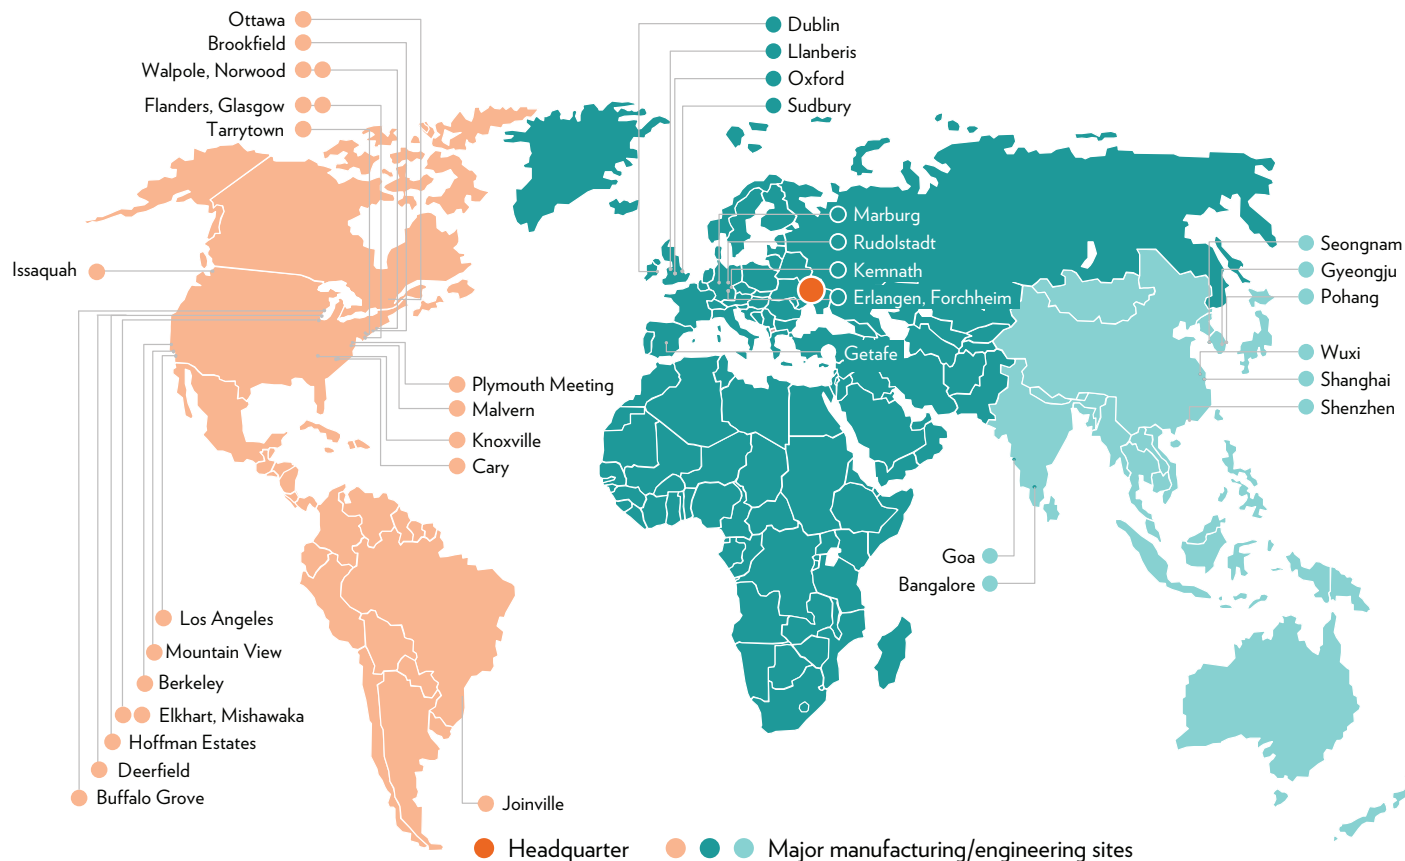 Ottawa
Brookfield
Walpole, Norwood
Flanders, Glasgow
Tarrytown
Issaquah
Plymouth Meeting
Malvern
Knoxville
Cary
Los Angeles
Mountain View
Berkeley
Elkhart, Mishawaka
Hoffman Estates
Deerfield
Buffalo Grove
Joinville
Dublin
Llanberis
Oxford
Sudbury
Marburg
Rudolstadt
Kemnath
Erlangen, Forchheim
Getafe
Seongnam
Gyeongju
Pohang
Wuxi
Shanghai
Shenzhen
Goa
Bangalore
Headquarter
Major manufacturing/engineering sites